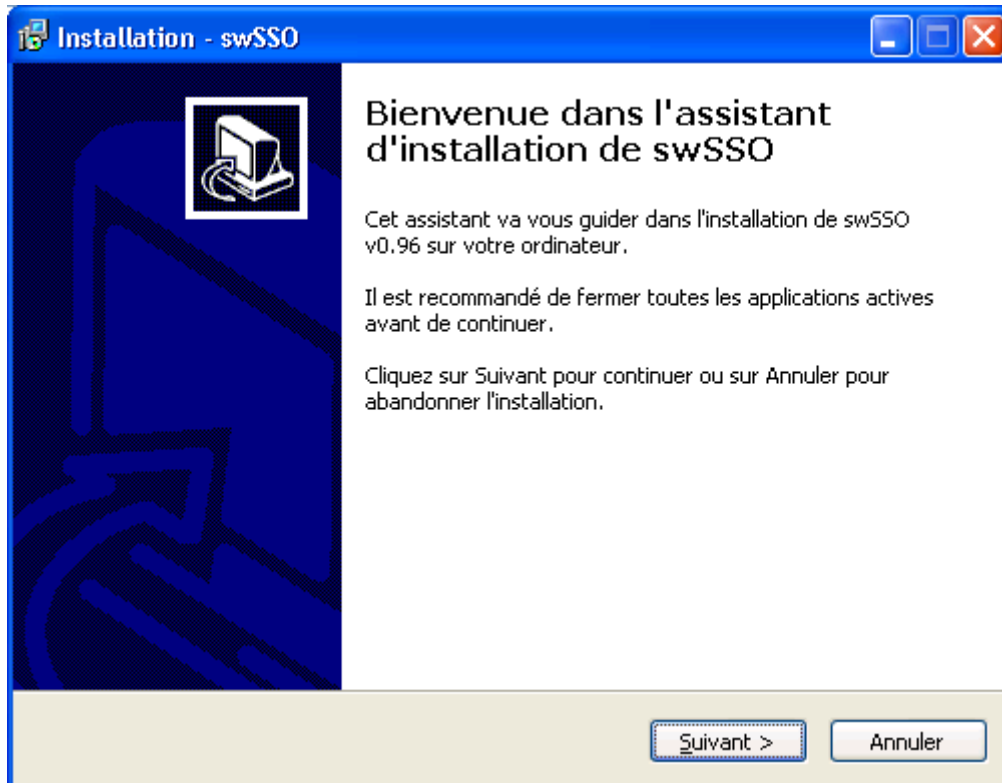 Installation - swSSO
Bienvenue dans l'assistant
d'installation de swSSO
Cet assistant va vous guider dans l'installation de swSSO
v0.96 sur votre ordinateur.
Il est recommandé de fermer toutes les applications actives
avant de continuer.
Cliquez sur Suivant pour continuer ou sur Annuler pour
abandonner l'installation.
Suivant >
Annuler